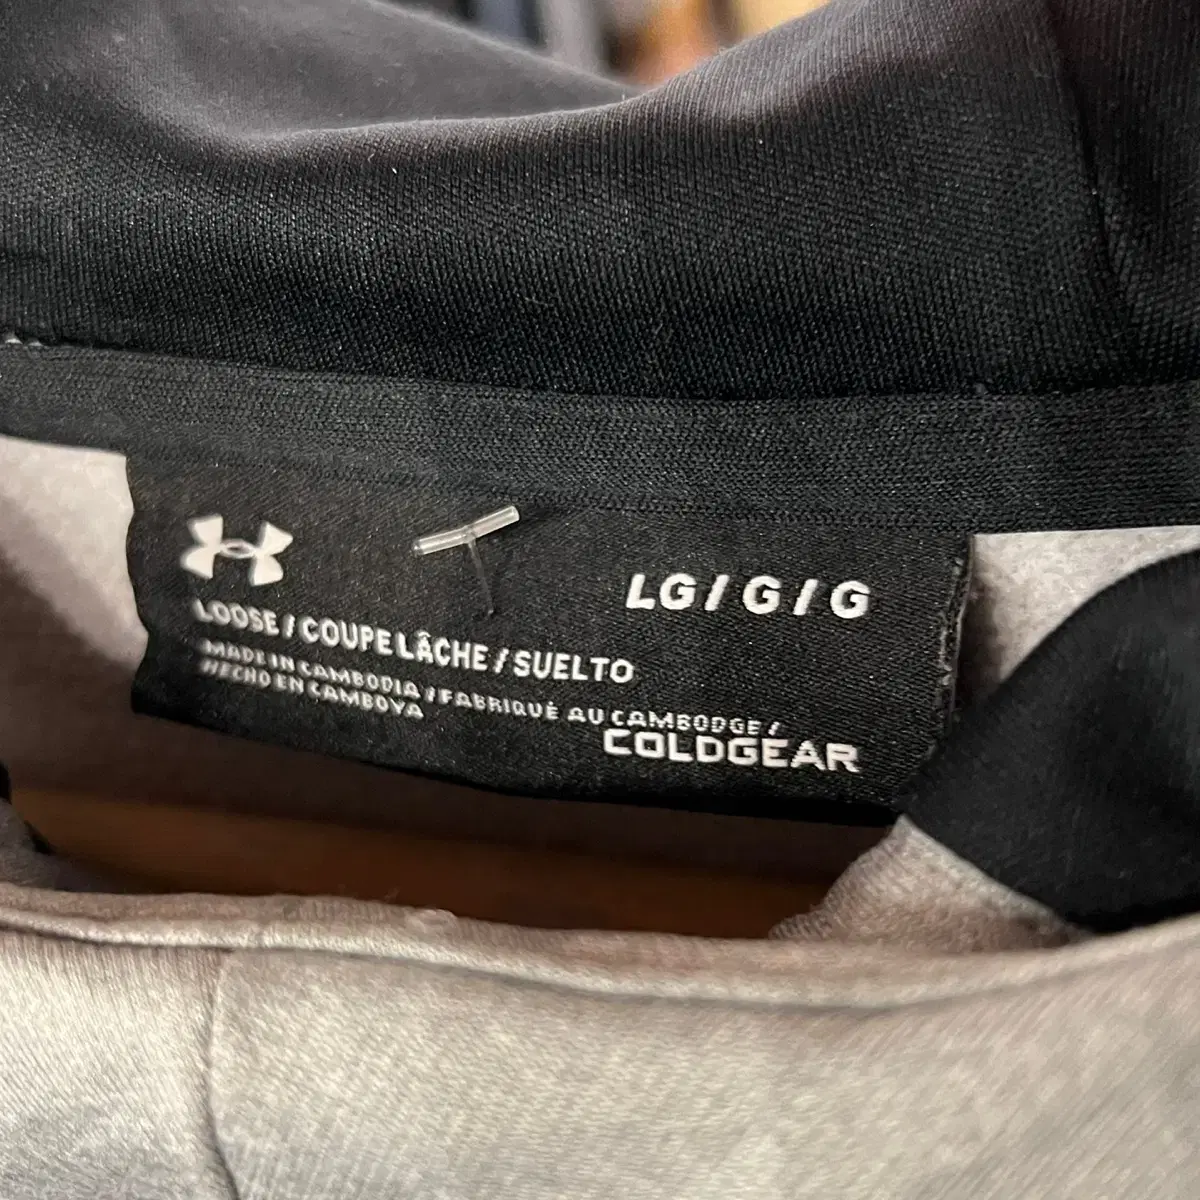 LG/G/G
LOOSE / COUPE LÂCHE / SUELTO
MADE IN CAMBODIA / FABRIQUÉ AU CAMBODGE /
HECHO EN CAMBOYA
COLDGEAR